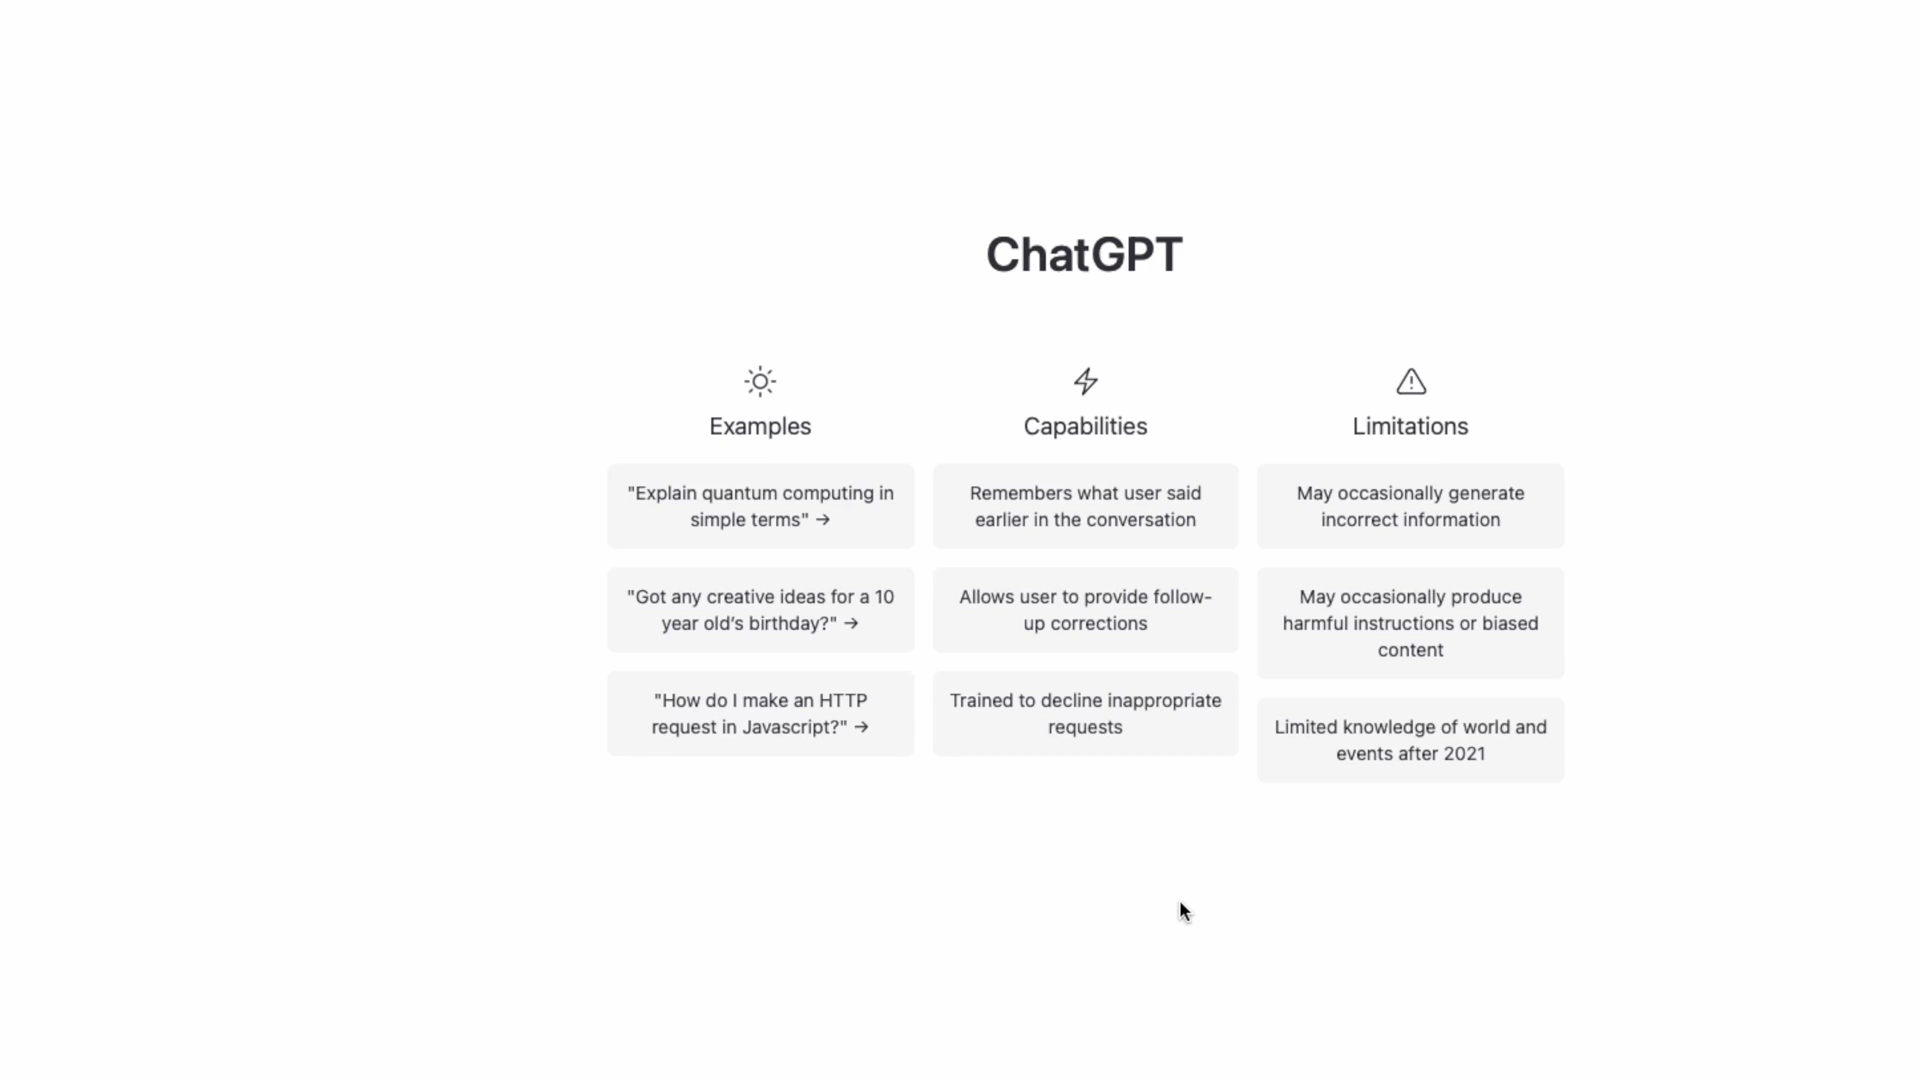 ChatGPT
Examples
"Explain quantum computing in
simple terms" →
"Got any creative ideas for a 10
year old’s birthday?" →
"How do I make an HTTP
request in Javascript?" →
Capabilities
Remembers what user said
earlier in the conversation
Allows user to provide follow-
up corrections
Trained to decline inappropriate
requests
Limitations
May occasionally generate
incorrect information
May occasionally produce
harmful instructions or biased
content
Limited knowledge of world and
events after 2021